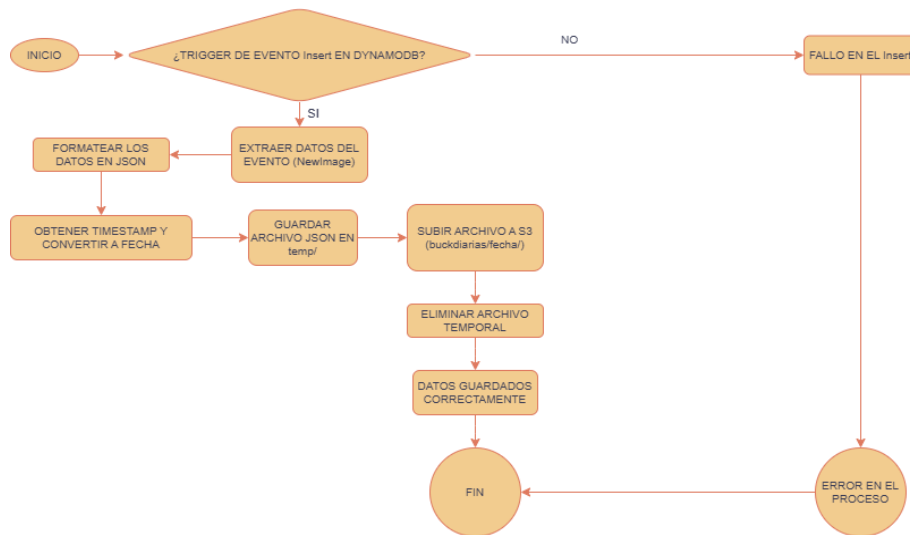 INICIO
¿TRIGGER DE EVENTO Insert EN DYNAMODB?
NO
FALLO EN EL Insert
SI
EXTRAER DATOS DEL
EVENTO (NewImage)
FORMATEAR LOS
DATOS EN JSON
OBTENER TIMESTAMP Y
CONVERTIR A FECHA
GUARDAR
ARCHIVO JSON EN
temp/
SUBIR ARCHIVO A S3
(buckdiarias/fecha/)
ELIMINAR ARCHIVO
TEMPORAL
DATOS GUARDADOS
CORRECTAMENTE
FIN
ERROR EN EL
PROCESO